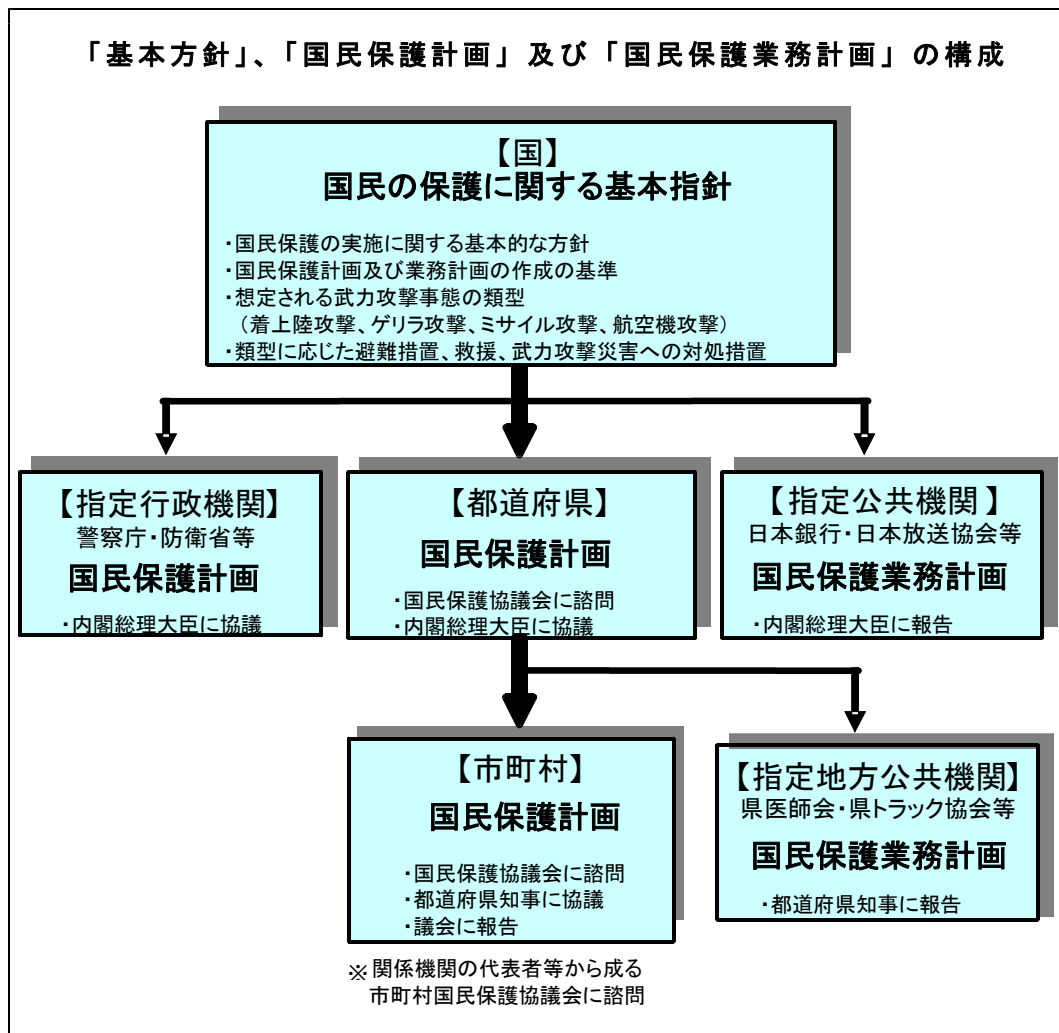 「基本方針」、「国民保護計画」及び「国民保護業務計画」の構成
【国】
国民の保護に関する基本指針
・国民保護の実施に関する基本的な方針
・国民保護計画及び業務計画の作成の基準
・想定される武力攻撃事態の類型
（着上陸攻撃、ゲリラ攻撃、ミサイル攻撃、航空機攻撃）
・類型に応じた避難措置、救援、武力攻撃災害への対処措置
【指定行政機関】
警察庁・防衛省等
国民保護計画
・内閣総理大臣に協議
【都道府県】
国民保護計画
・国民保護協議会に諮問
・内閣総理大臣に協議
【指定公共機関】
日本銀行・日本放送協会等
国民保護業務計画
・内閣総理大臣に報告
【市町村】
国民保護計画
・国民保護協議会に諮問
・都道府県知事に協議
・議会に報告
※関係機関の代表者等から成る
市町村国民保護協議会に諮問
【指定地方公共機関】
県医師会・県トラック協会等
国民保護業務計画
・都道府県知事に報告